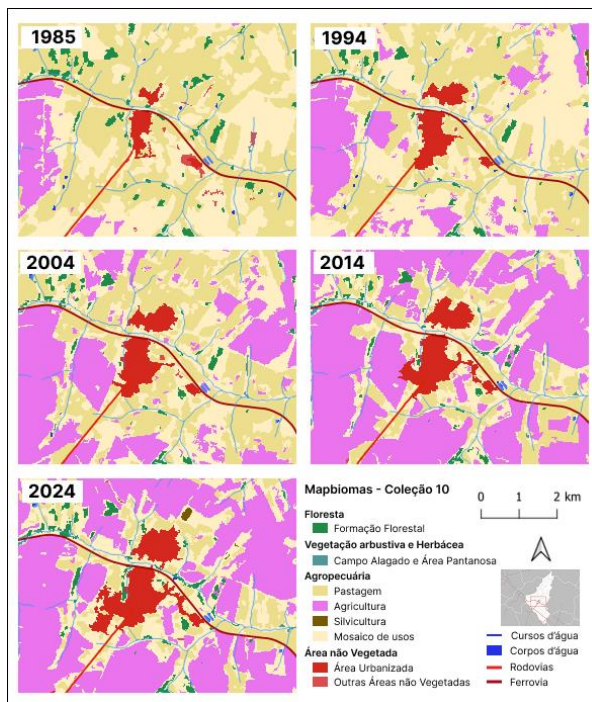 1985
1994
2004
2014
2024
Mapbiomas - Coleção 10
0 1 2 km
Floresta
Formação Florestal
Vegetação arbustiva e Herbácea
Campo Alagado e Área Pantanosa
Agropecuária
Pastagem
Agricultura
Silvicultura
Mosaico de usos
Área não Vegetada
Área Urbanizada
Outras Áreas não Vegetadas
Cursos d'água
Corpos d'água
Rodovias
Ferrovia